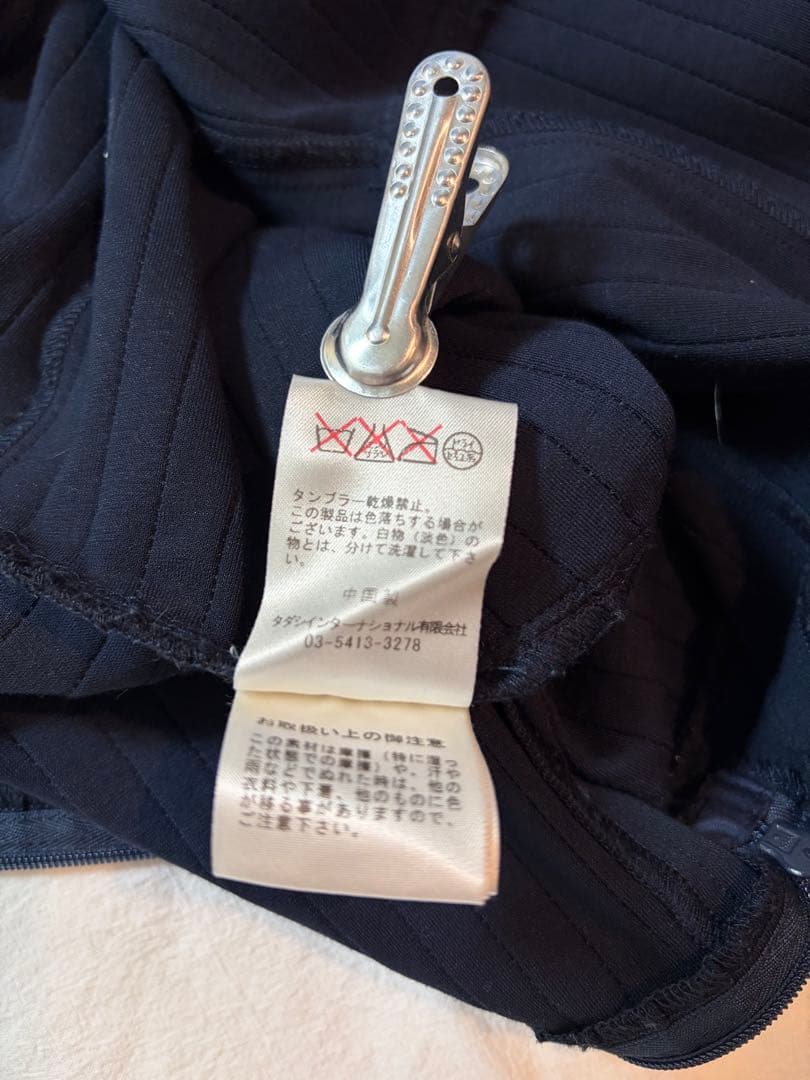 ドライ
セキユ系
タンブラー乾燥禁止。
この製品は色落ちする場合が
ございます。白物（淡色）の
物とは、分けて洗濯して下さ
い。
中国製
タダシインターナショナル有限会社
03-5413-3278
お取扱い上の御注意
この素材は摩擦（特に湿っ
た状態での摩擦）や、汗や
雨などでぬれた時は、他の
衣料や下着、他のものに色
が移る事がありますので、
ご注意下さい。